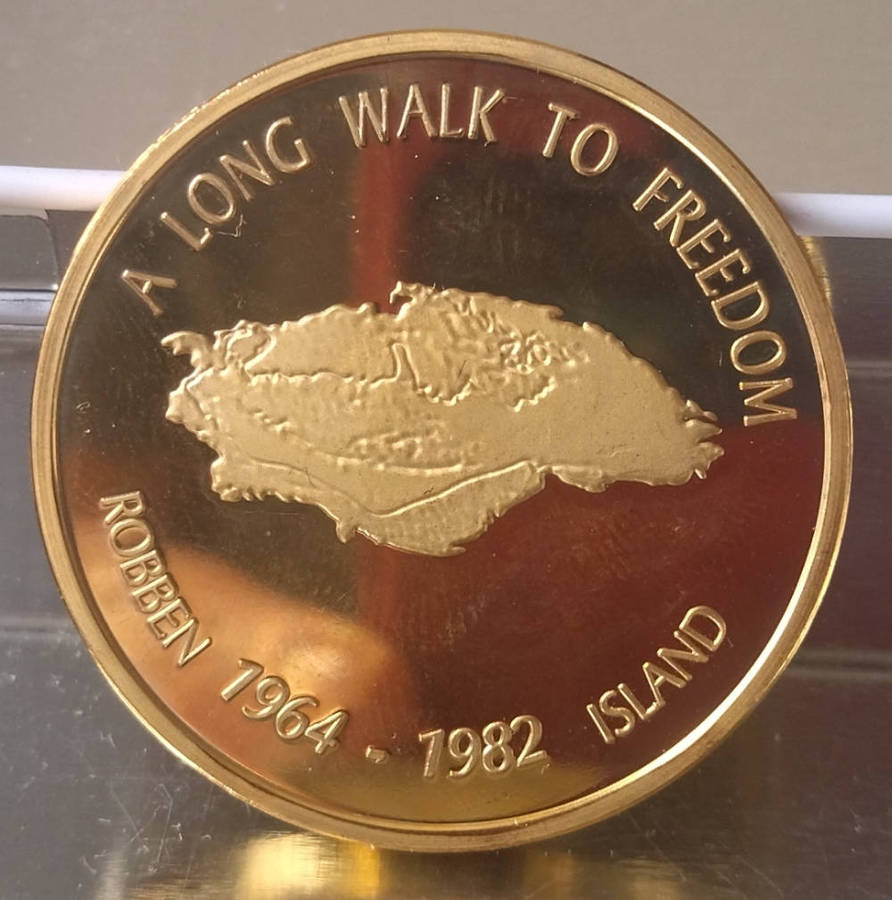 A LONG WALK TO FREEDOM
ROBBEN 1964 - 1982 ISLAND